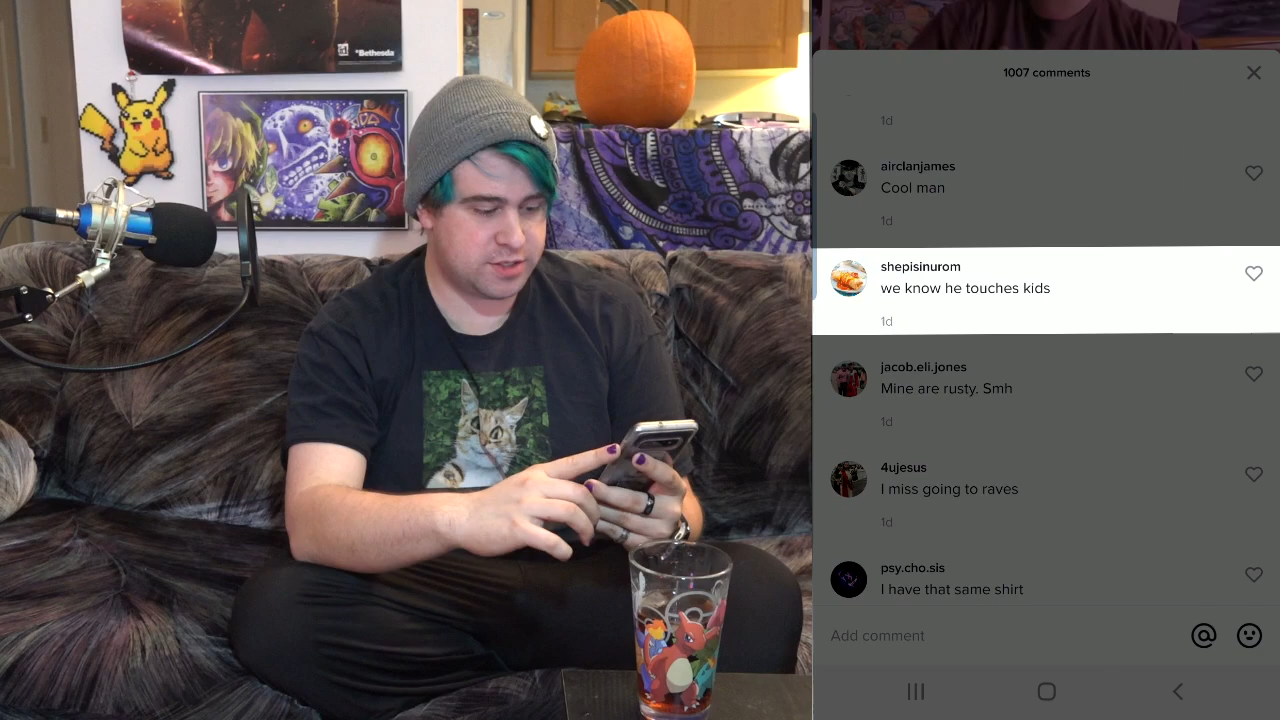 id
Bethesda
1007 comments
1d
airclanjames
Cool man
1d
shepisinurom
we know he touches kids
1d
jacob.eli.jones
Mine are rusty. Smh
1d
4ujesus
I miss going to raves
1d
psy.cho.sis
I have that same shirt
Add comment